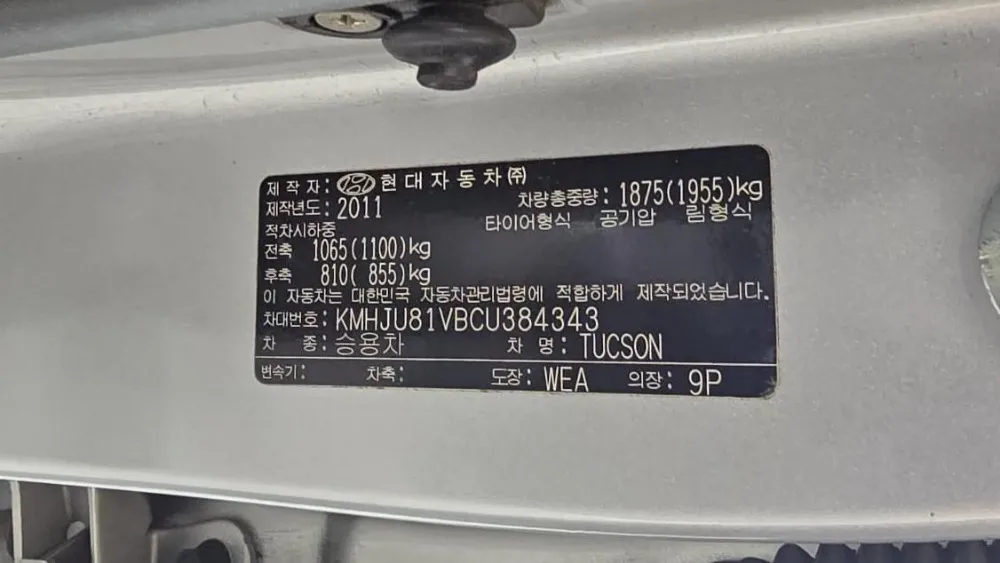 제 작 자: 현대자동차㈜
차량총중량: 1875(1955)kg
제작년도: 2011
타이어형식 공기압 림형식
적차시하중
전축 1065(1100)kg
후축 810( 855)kg
이 자동차는 대한민국 자동차관리법령에 적합하게 제작되었습니다.
차대번호: KMHJU81VBCU384343
차 종: 승용차 차 명: TUCSON
변속기: 차축: 도장: WEA 의장: 9P